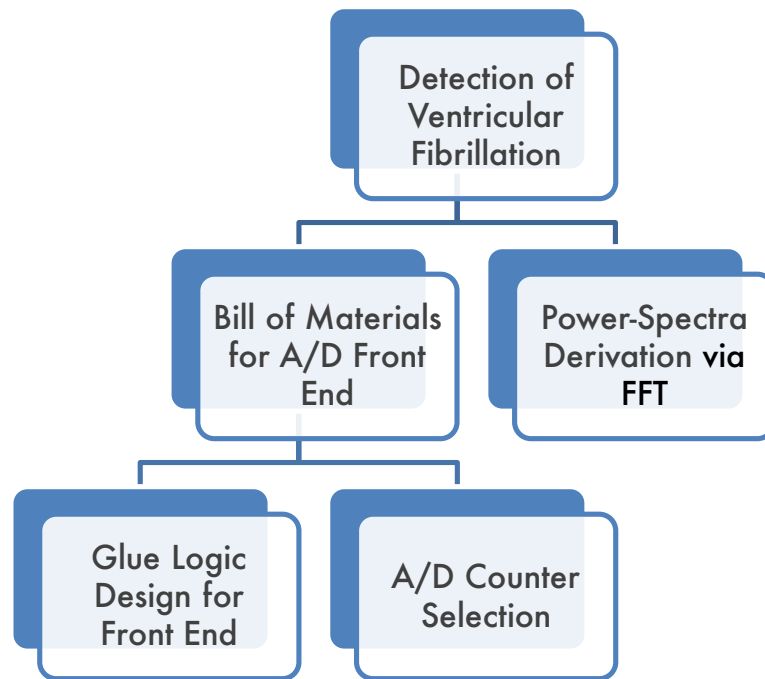 Detection of
Ventricular
Fibrillation
Bill of Materials
for A/D Front
End
Power-Spectra
Derivation via
FFT
Glue Logic
Design for
Front End
A/D Counter
Selection